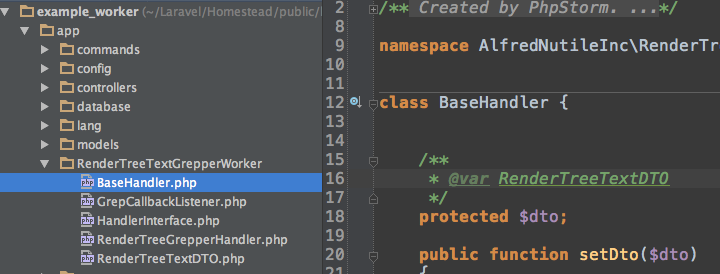 example_worker (~/Laravel/Homestead/public/
app
commands
config
controllers
database
lang
models
RenderTreeTextGrepperWorker
BaseHandler.php
GrepCallbackListener.php
HandlerInterface.php
RenderTreeGrepperHandler.php
RenderTreeTextDTO.php
2 /** Created by PhpStorm. ...*/
8
9 namespace AlfredNutileInc\RenderTr
10
11
12 class BaseHandler {
13
14
15 /**
16 * @var RenderTreeTextDTO
17 */
18 protected $dto;
19
20 public function setDto($dto)
21 {